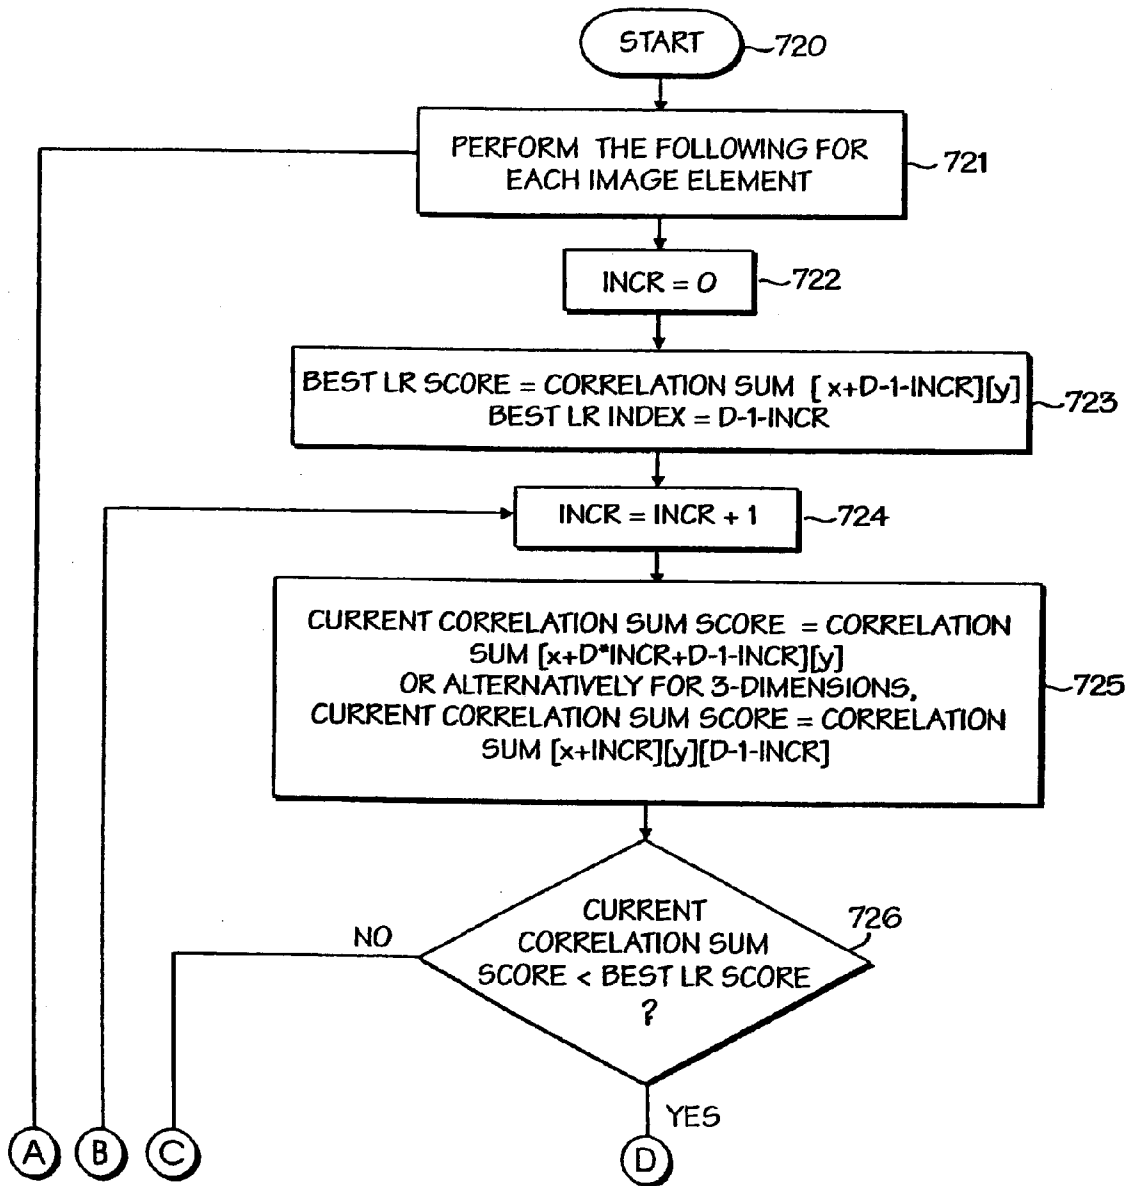 START
720
PERFORM THE FOLLOWING FOR
EACH IMAGE ELEMENT
721
INCR = 0
722
BEST LR SCORE = CORRELATION SUM [x+D-1-INCR][y]
BEST LR INDEX = D-1-INCR
723
INCR = INCR + 1
724
CURRENT CORRELATION SUM SCORE = CORRELATION
SUM [x+D*INCR+D-1-INCR][y]
OR ALTERNATIVELY FOR 3-DIMENSIONS,
CURRENT CORRELATION SUM SCORE = CORRELATION
SUM [x+INCR][y][D-1-INCR]
725
CURRENT
CORRELATION SUM
SCORE < BEST LR SCORE
?
726
NO
YES
A
B
C
D